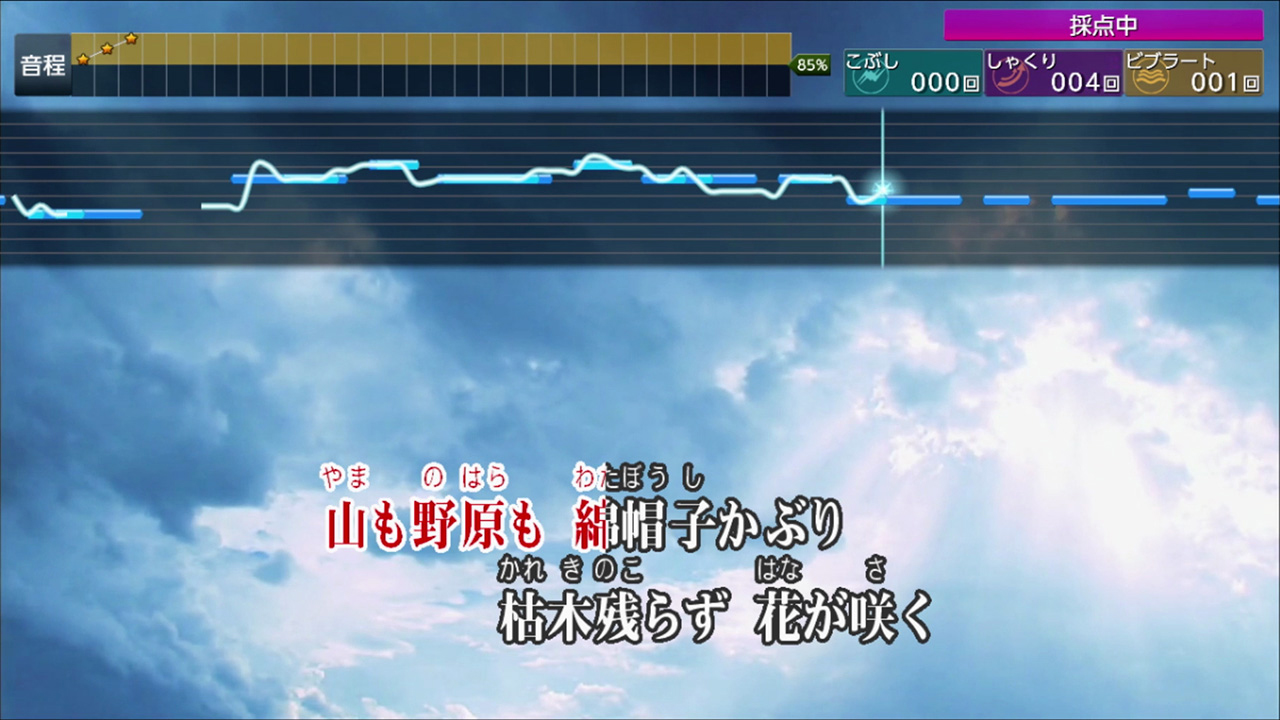 採点中
音程
85%
こぶし
000回
しゃくり
004回
ビブラート
001回
やま のはら わたぼうし
山も野原も 綿帽子かぶり
かれきのこ はな さ
枯木残らず 花が咲く